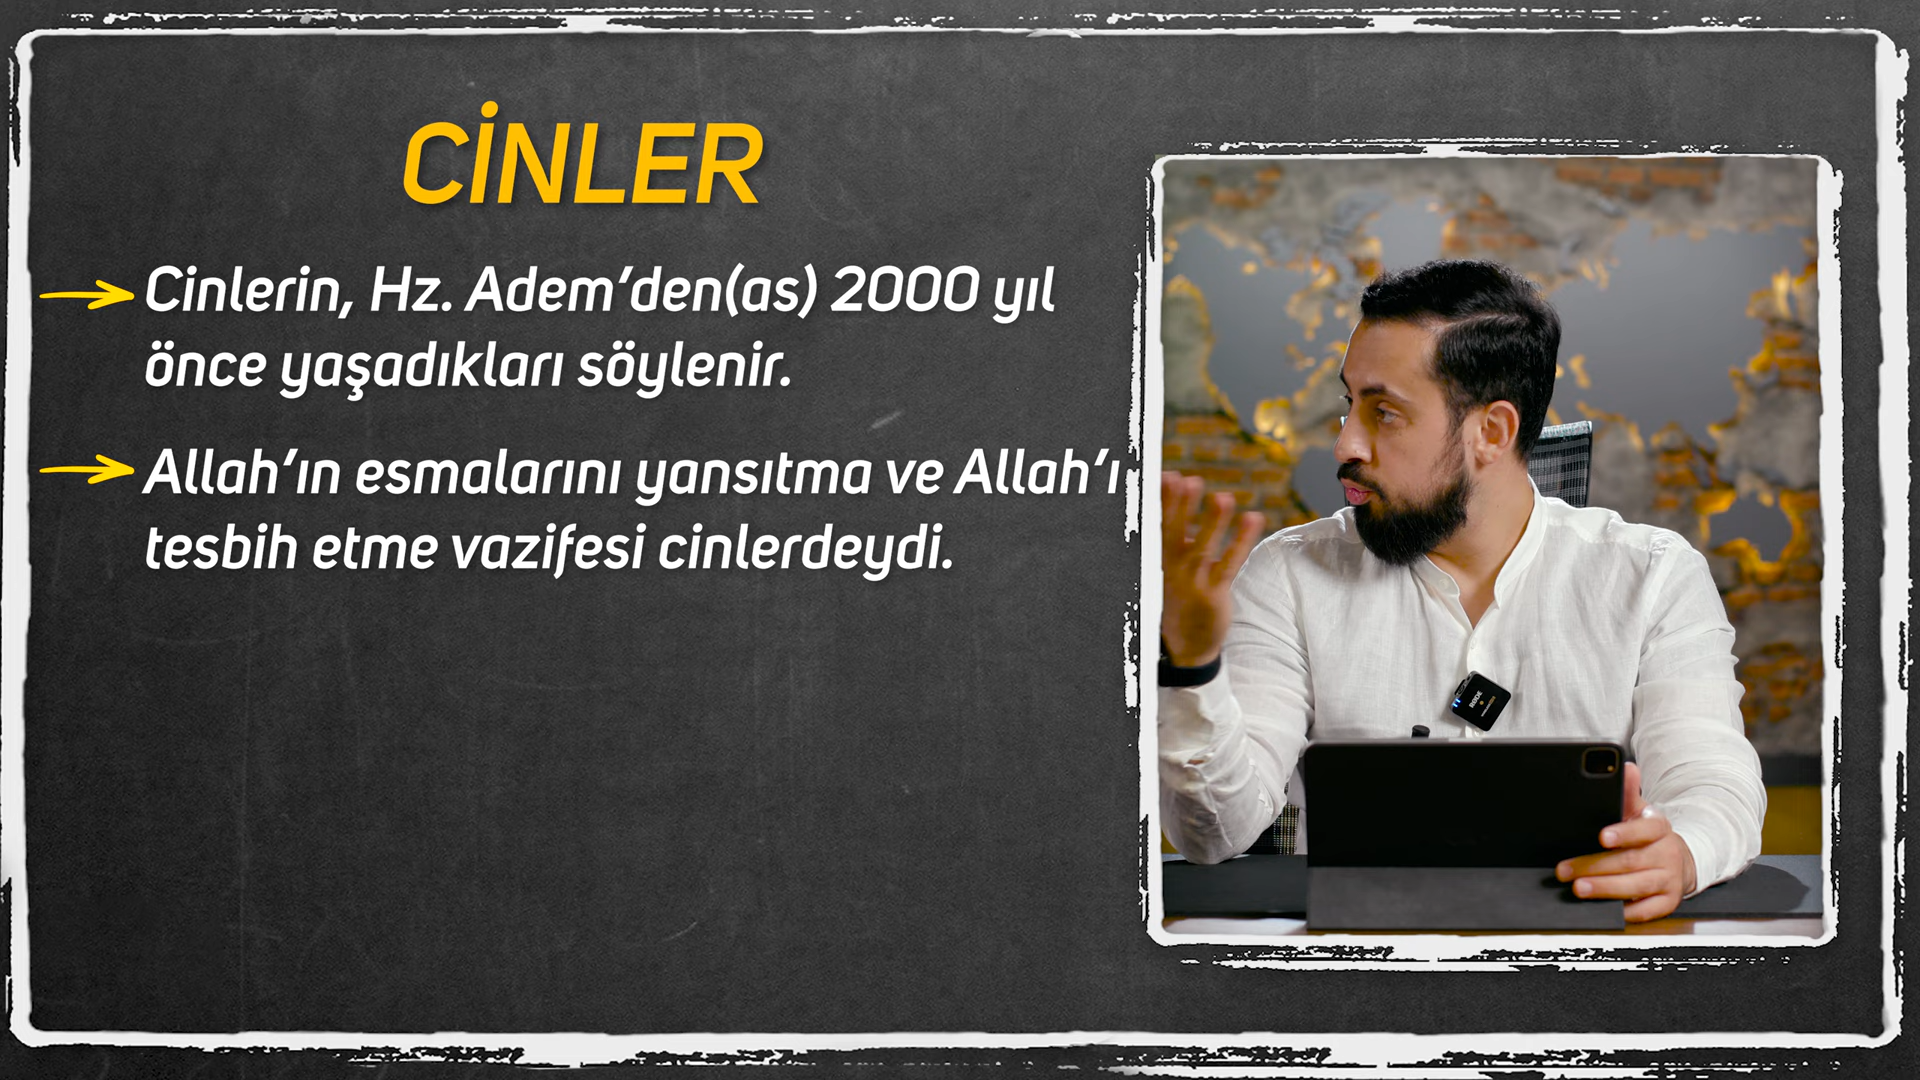 CİNLER
Cinlerin, Hz. Adem’den(as) 2000 yıl
önce yaşadıkları söylenir.
Allah’ın esmalarını yansıtma ve Allah’ı
tesbih etme vazifesi cinlerdeydi.
RØDE